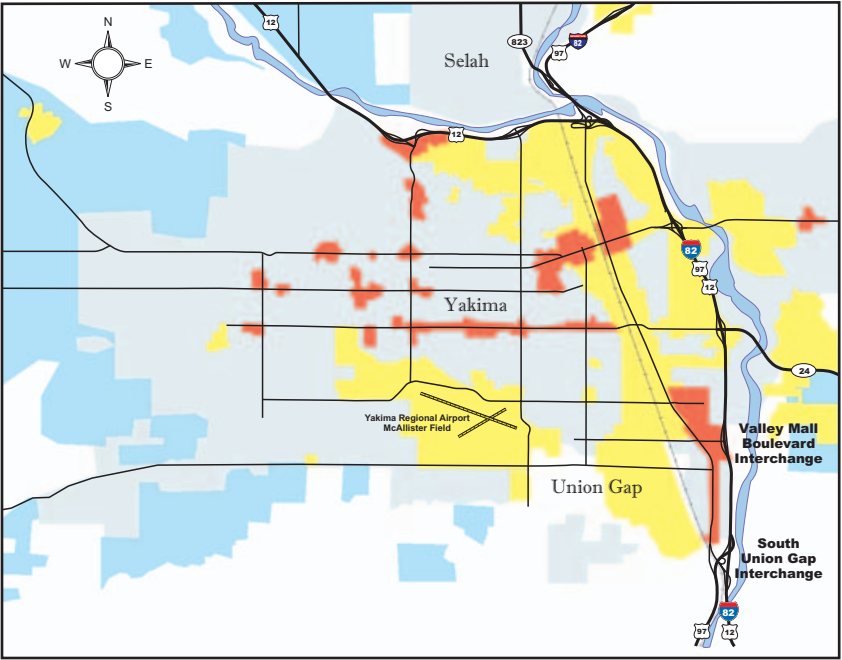 N
W E
S
12
823
82
97
Selah
12
82
97
12
Yakima
24
Yakima Regional Airport
McAllister Field
Valley Mall
Boulevard
Interchange
Union Gap
South
Union Gap
Interchange
82
97
12